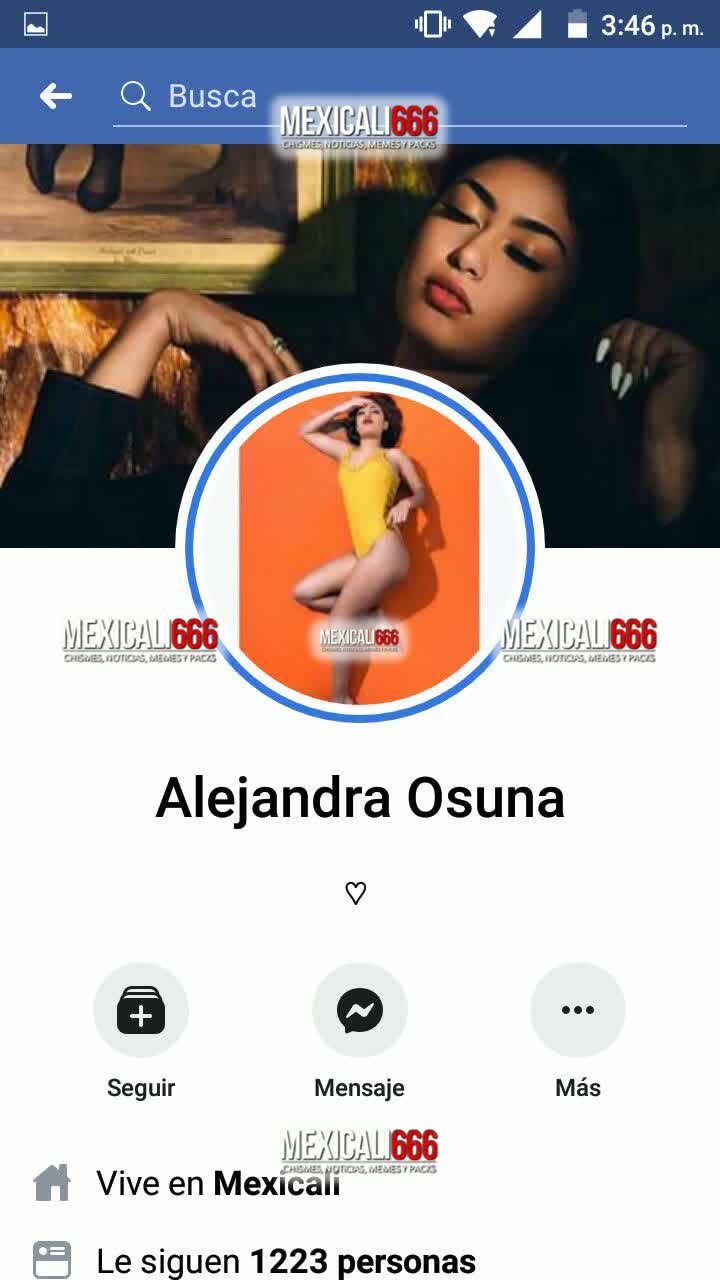 3:46 p. m.
Busca
MEXICALI666
CHISMES, NOTICIAS, MEMES Y PACKS
MEXICALI666
CHISMES, NOTICIAS, MEMES Y PACKS
MEXICALI666
MEXICALI666
CHISMES, NOTICIAS, MEMES Y PACKS
Alejandra Osuna
♡
Seguir
Mensaje
Más
MEXICALI666
CHISMES, NOTICIAS, MEMES Y PACKS
Vive en Mexicali
Le siguen 1223 personas